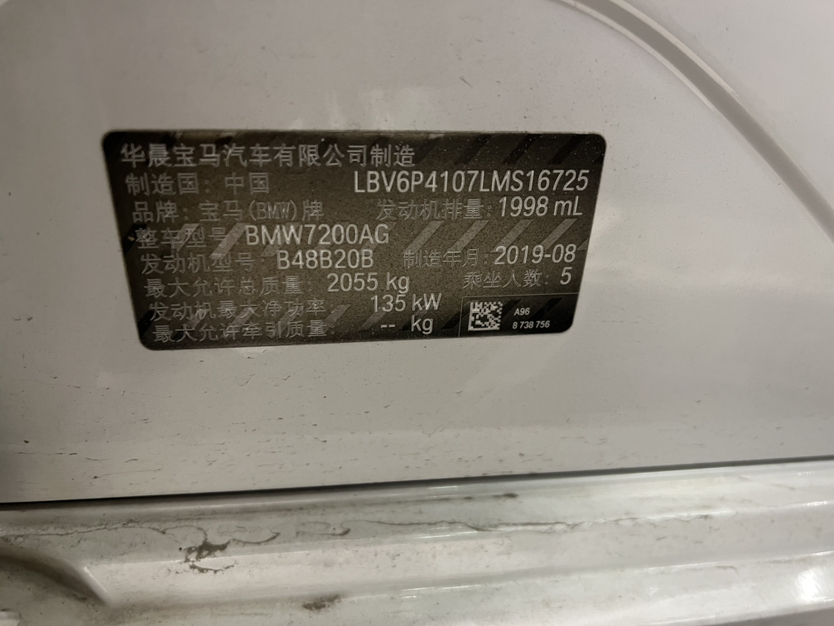 华晨宝马汽车有限公司制造
制造国：中国 LBV6P4107LMS16725
品牌：宝马(BMW)牌 发动机排量：1998 mL
整车型号 BMW7200AG
发动机型号 B48B20B 制造年月：2019-08
最大允许总质量：2055 kg 乘坐人数：5
发动机最大净功率 135 kW
最大允许牵引质量： -- kg
A96
8 738 756